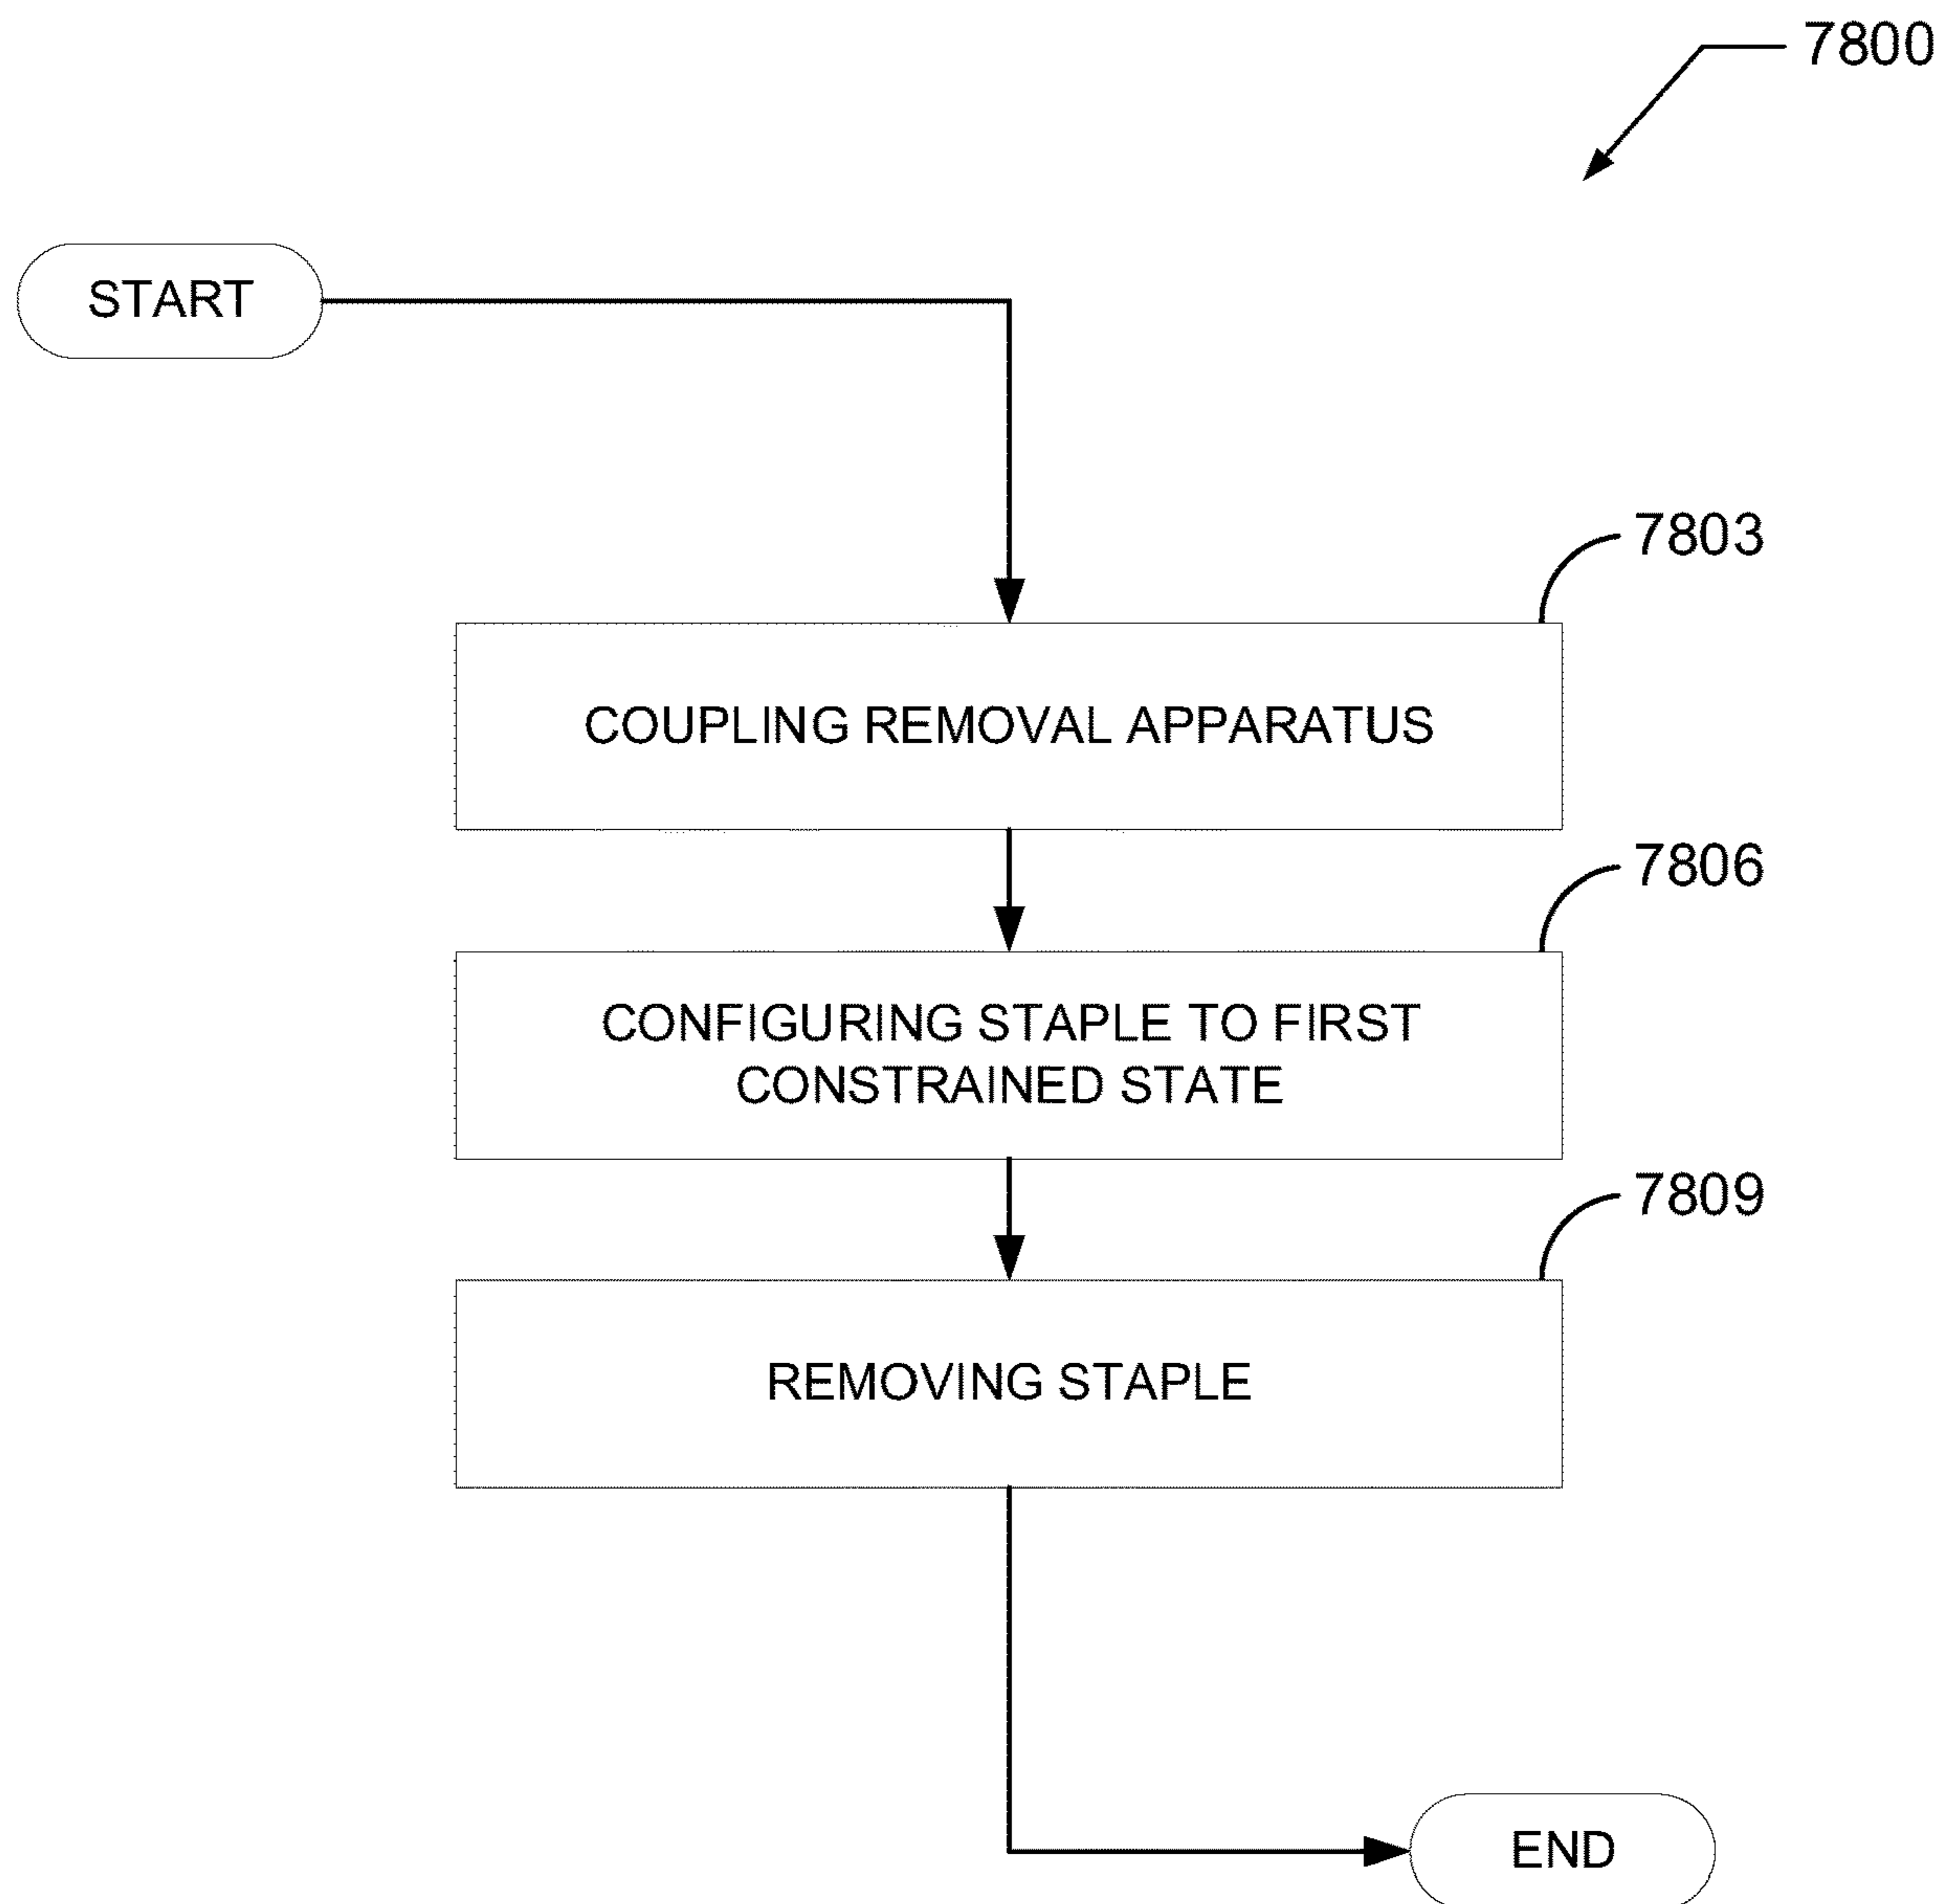 7800
START
7803
COUPLING REMOVAL APPARATUS
7806
CONFIGURING STAPLE TO FIRST
CONSTRAINED STATE
7809
REMOVING STAPLE
END